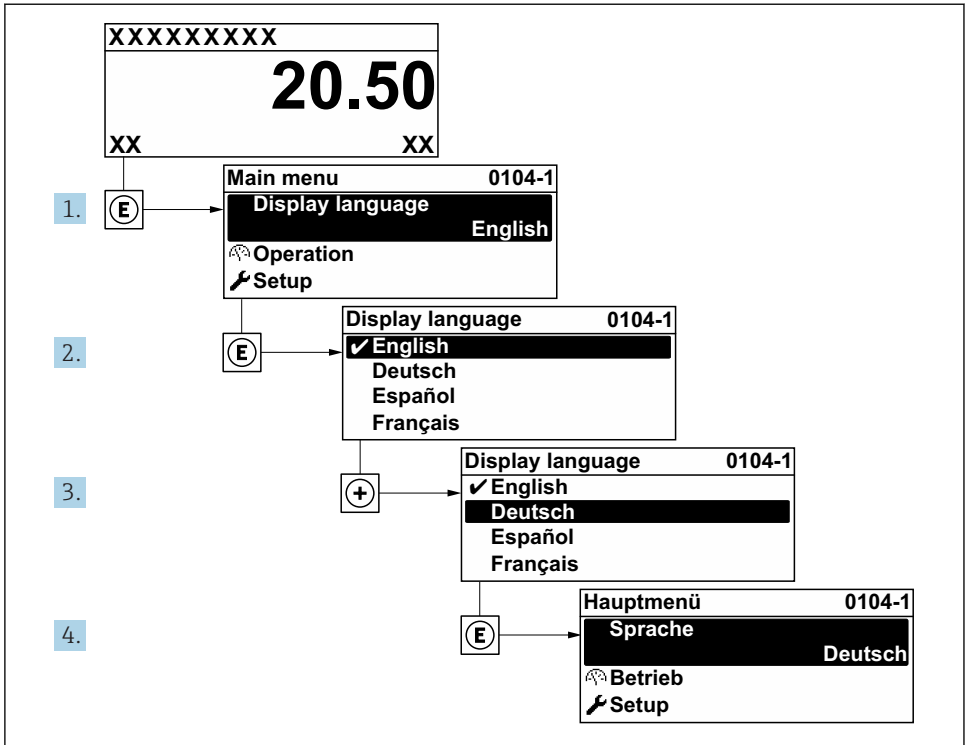 XXXXXXXXX
20.50
XX XX
1. E
Main menu 0104-1
Display language
English
Operation
Setup
2. E
Display language 0104-1
✔English
Deutsch
Español
Français
3. +
Display language 0104-1
✔English
Deutsch
Español
Français
4. E
Hauptmenü 0104-1
Sprache
Deutsch
Betrieb
Setup